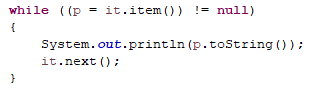 while ((p = it.item()) != null)
{
    System.out.println(p.toString());
    it.next();
}